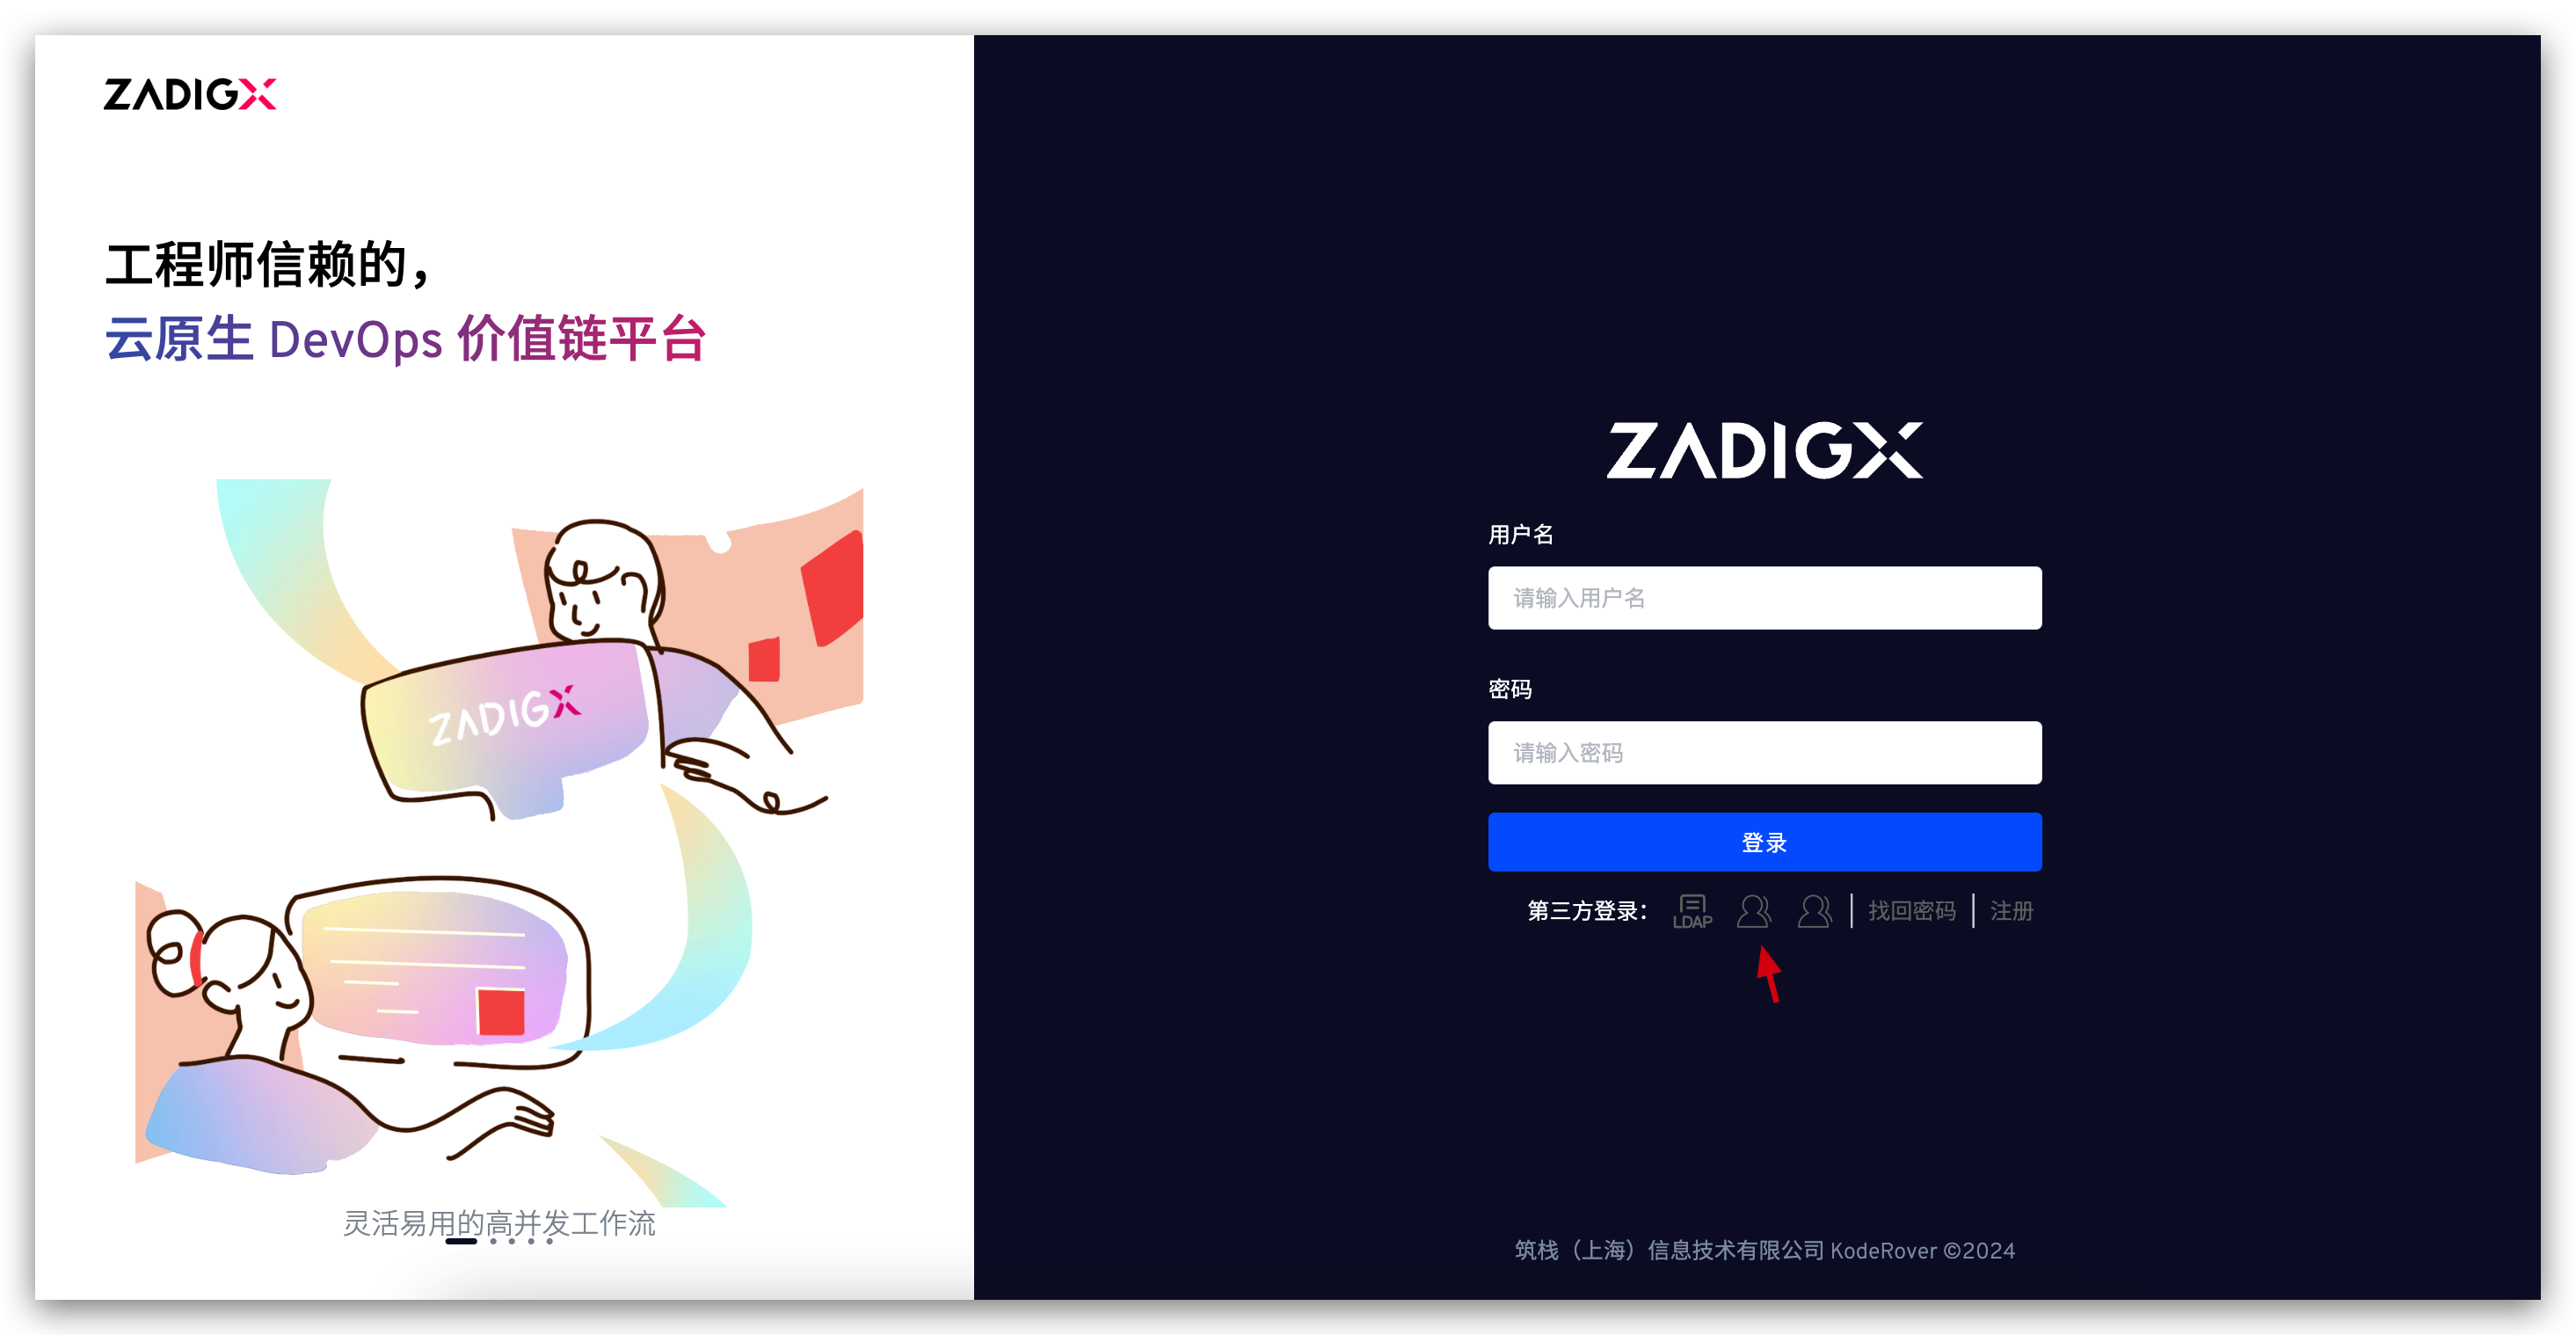 ZADIGX
工程师信赖的，
云原生 DevOps 价值链平台
ZADIGX
灵活易用的高并发工作流
ZADIGX
用户名
请输入用户名
密码
请输入密码
登录
第三方登录： LDAP 找回密码 注册
筑栈（上海）信息技术有限公司 KodeRover ©2024